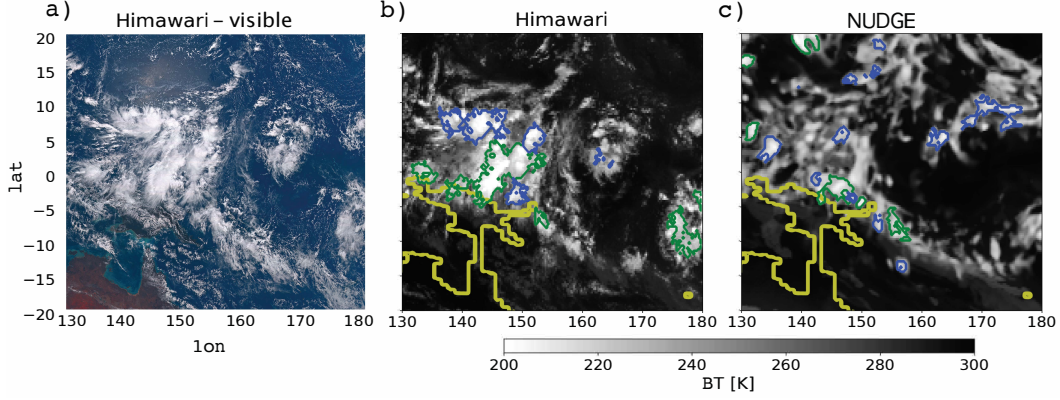 a)
Himawari – visible
b)
Himawari
c)
NUDGE
20
15
10
5
0
−5
−10
−15
−20
lat
130 140 150 160 170 180
lon
130 140 150 160 170 180
130 140 150 160 170 180
200 220 240 260 280 300
BT [K]